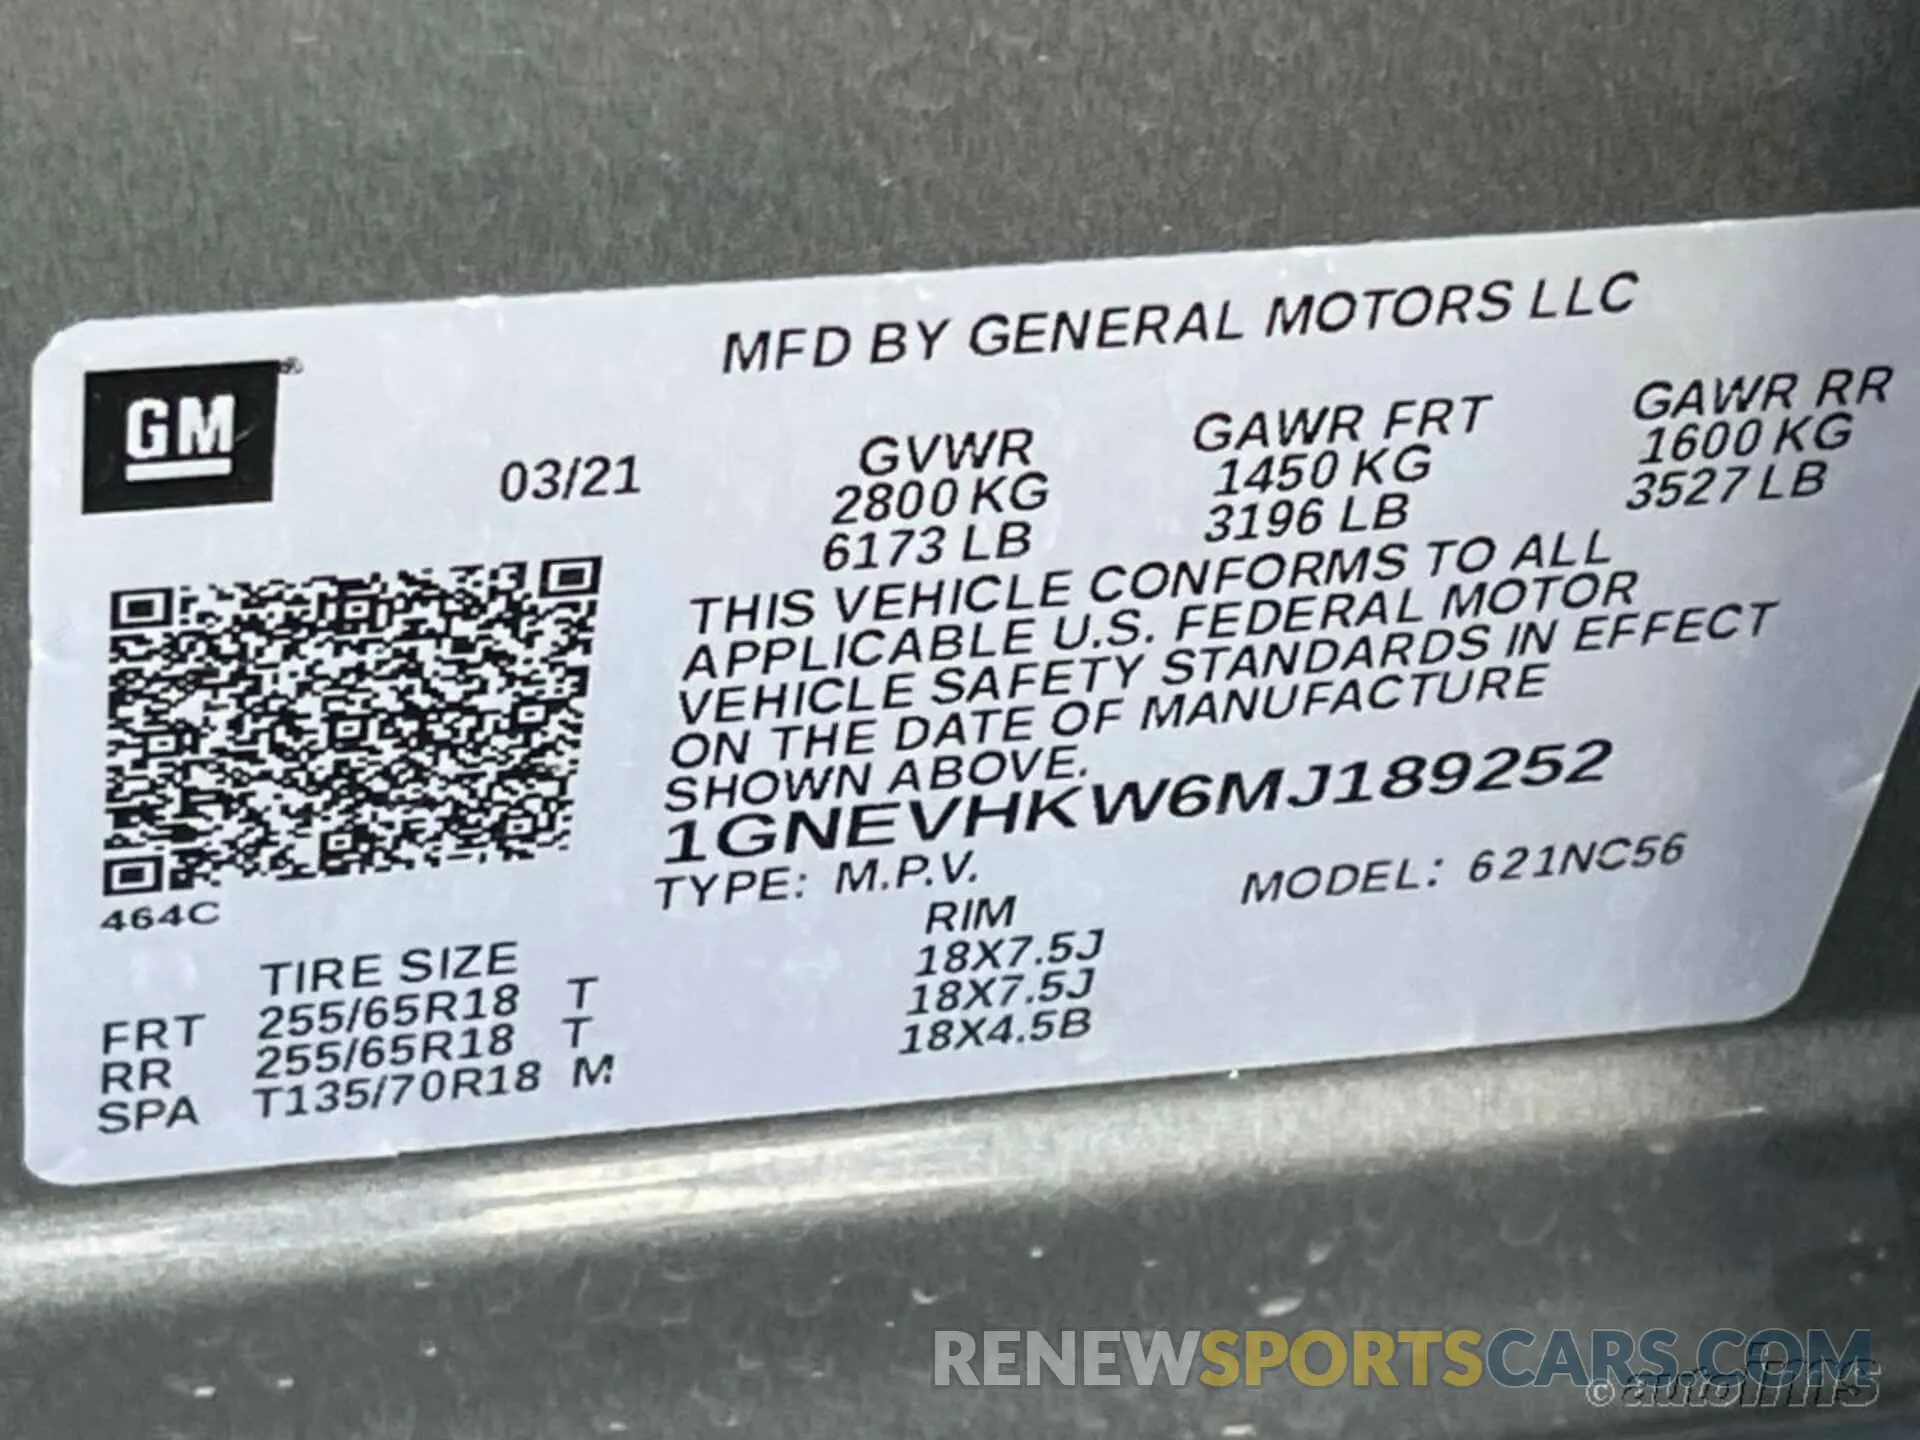 MFD BY GENERAL MOTORS LLC
GM
03/21
GVWR
2800 KG
6173 LB
GAWR FRT
1450 KG
3196 LB
GAWR RR
1600 KG
3527 LB
THIS VEHICLE CONFORMS TO ALL
APPLICABLE U.S. FEDERAL MOTOR
VEHICLE SAFETY STANDARDS IN EFFECT
ON THE DATE OF MANUFACTURE
SHOWN ABOVE.
1GNEVHKW6MJ189252
TYPE: M.P.V. MODEL: 621NC56
464C
TIRE SIZE RIM
FRT 255/65R18 T 18X7.5J
RR 255/65R18 T 18X7.5J
SPA T135/70R18 M 18X4.5B
RENEWSPORTSCARS.COM
© autoIMS